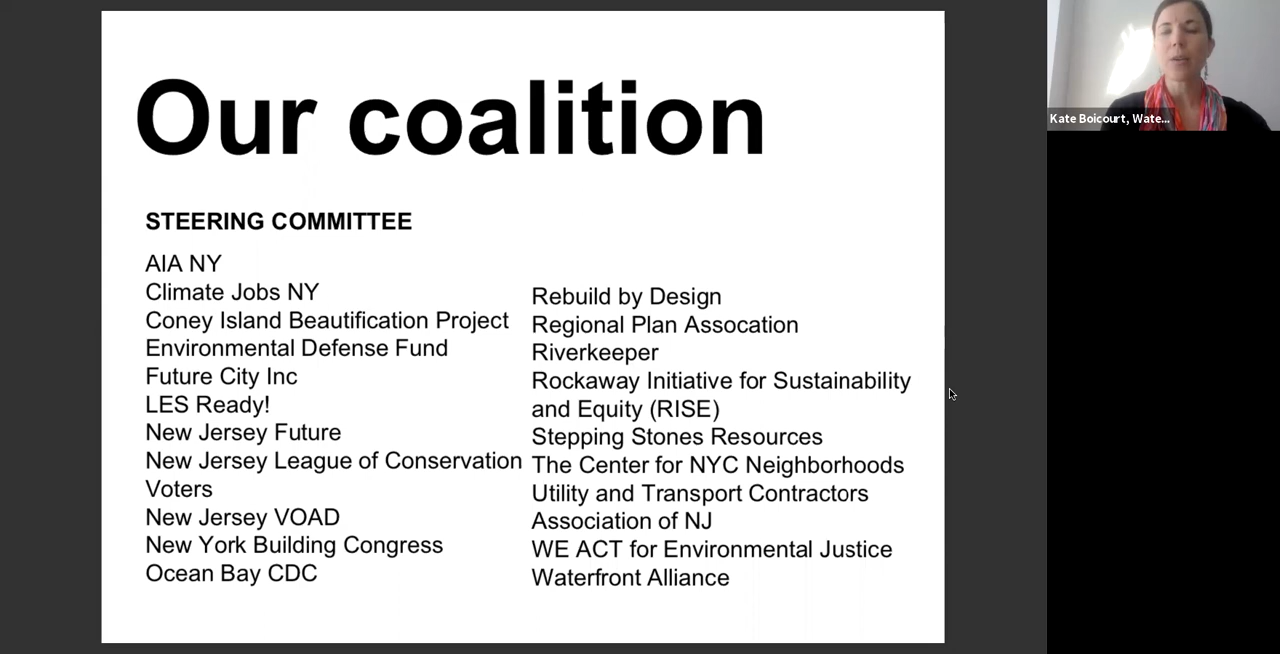 Our coalition
STEERING COMMITTEE
AIA NY
Climate Jobs NY
Coney Island Beautification Project
Environmental Defense Fund
Future City Inc
LES Ready!
New Jersey Future
New Jersey League of Conservation
Voters
New Jersey VOAD
New York Building Congress
Ocean Bay CDC
Rebuild by Design
Regional Plan Assocation
Riverkeeper
Rockaway Initiative for Sustainability
and Equity (RISE)
Stepping Stones Resources
The Center for NYC Neighborhoods
Utility and Transport Contractors
Association of NJ
WE ACT for Environmental Justice
Waterfront Alliance
Kate Boicourt, Wate...